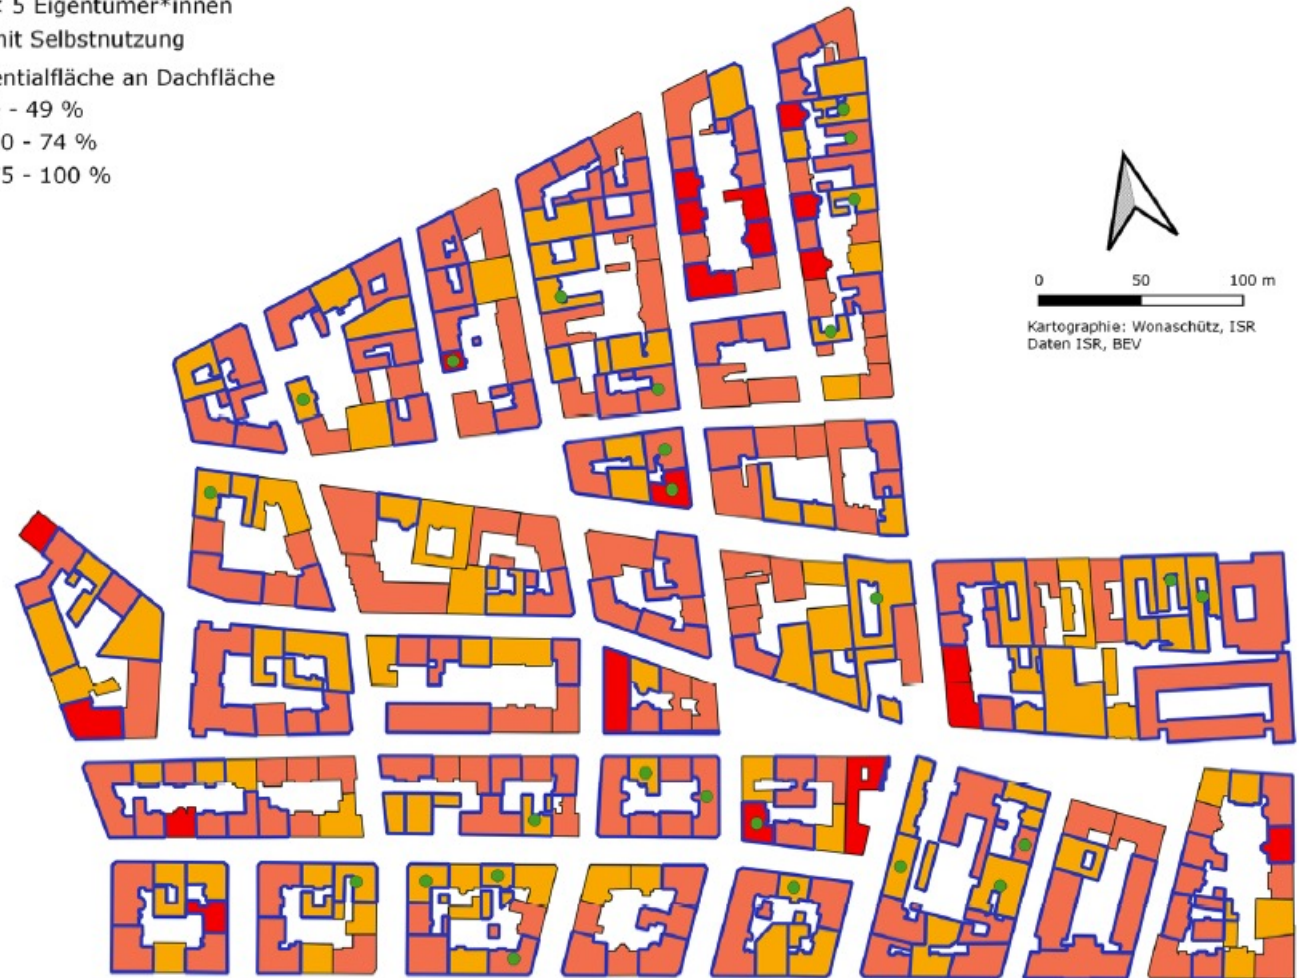 < 5 Eigentümer*innen
mit Selbstnutzung
entialfläche an Dachfläche
- 49 %
0 - 74 %
5 - 100 %
0 50 100 m
Kartographie: Wonaschütz, ISR
Daten ISR, BEV